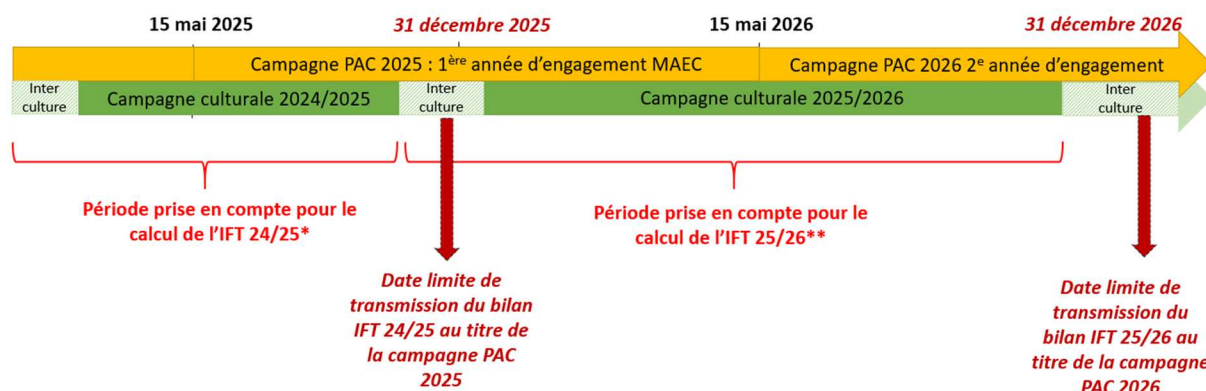 15 mai 2025
31 décembre 2025
15 mai 2026
31 décembre 2026
Campagne PAC 2025 : 1ère année d’engagement MAEC
Campagne PAC 2026 2e année d’engagement
Inter
culture
Campagne culturale 2024/2025
Inter
culture
Campagne culturale 2025/2026
Inter
culture
Période prise en compte pour le
calcul de l’IFT 24/25*
Période prise en compte pour le
calcul de l’IFT 25/26**
Date limite de
transmission du bilan
IFT 24/25 au titre de
la campagne PAC
2025
Date limite de
transmission du
bilan IFT 25/26 au
titre de la campagne
PAC 2026